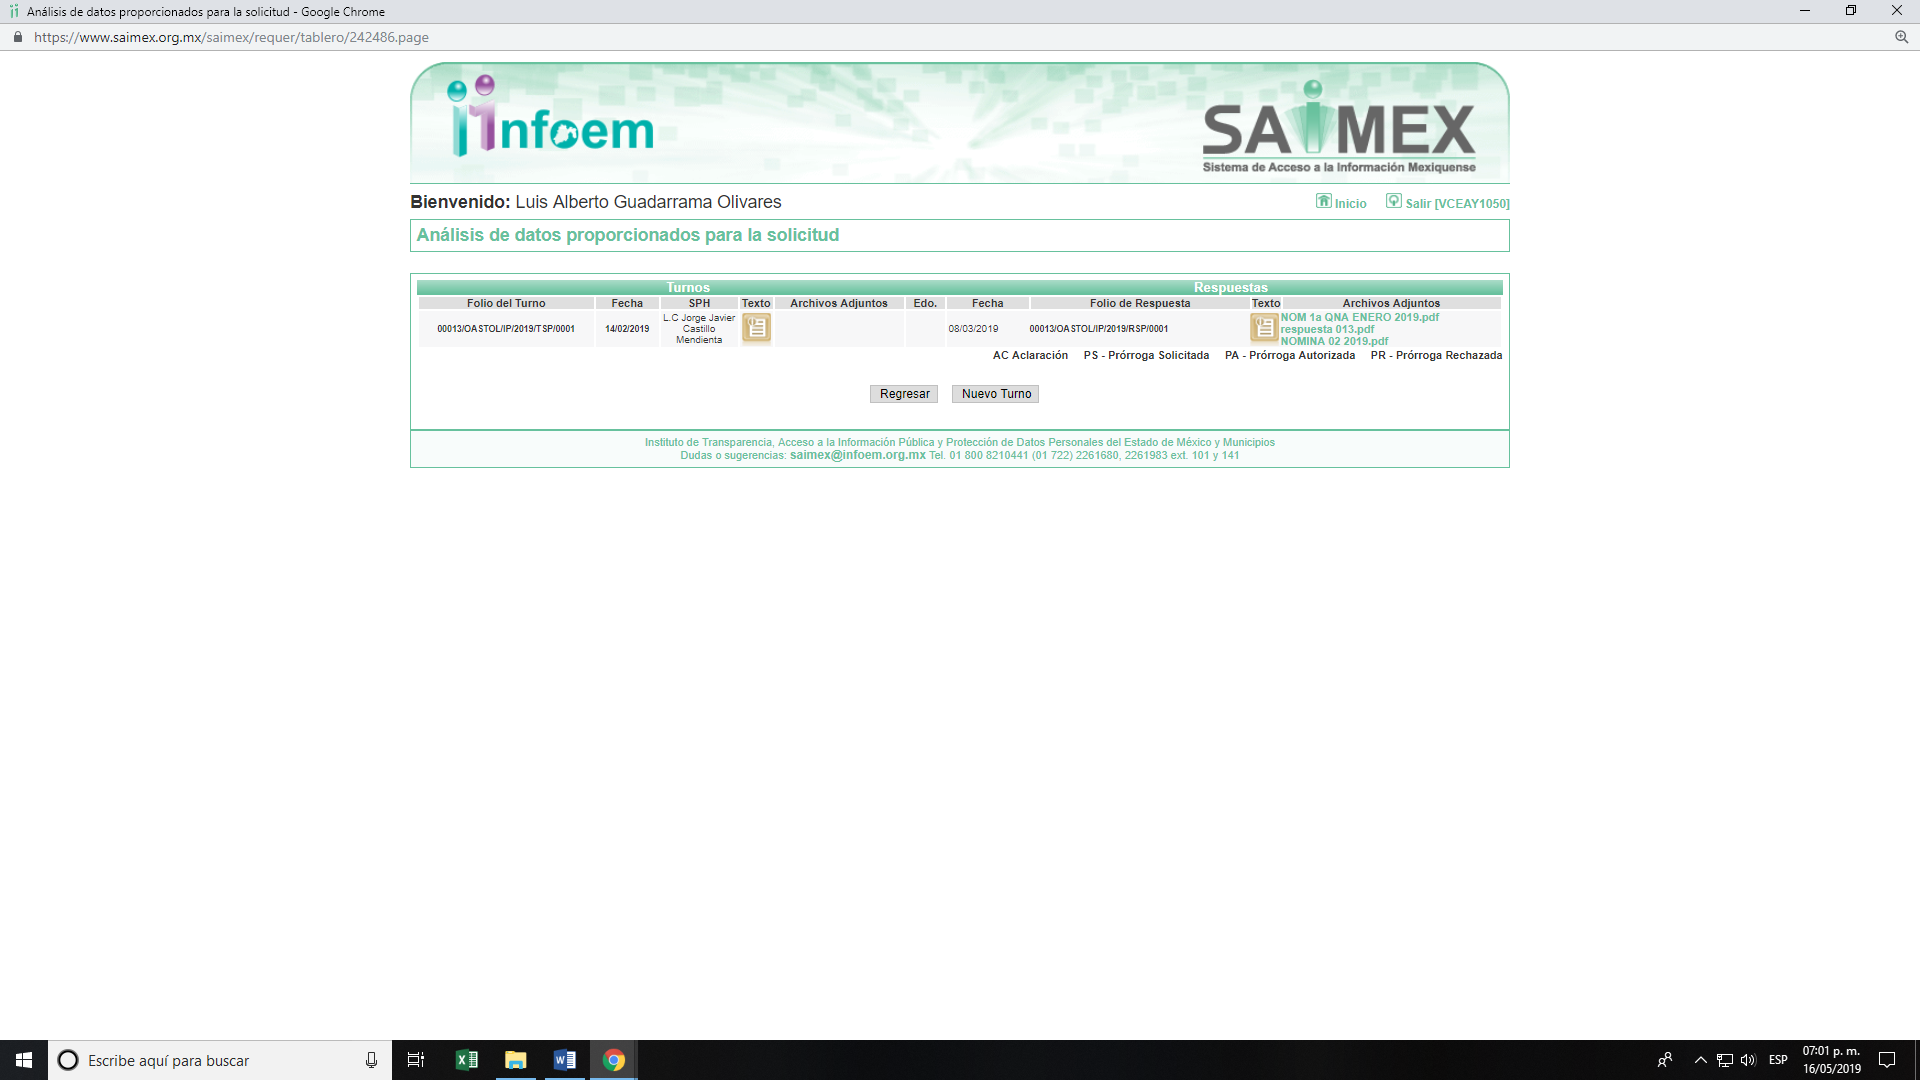 Análisis de datos proporcionados para la solicitud - Google Chrome
https://www.saimex.org.mx/saimex/requer/tablero/242486.page
infoem
SAIMEX
Sistema de Acceso a la Información Mexiquense
Bienvenido: Luis Alberto Guadarrama Olivares
Inicio
Salir [VCEAY1050]
Análisis de datos proporcionados para la solicitud
Turnos Respuestas
Folio del Turno Fecha SPH Texto Archivos Adjuntos Edo. Fecha Folio de Respuesta Texto Archivos Adjuntos
00013/OASTOL/IP/2019/TSP/0001 14/02/2019
L.C Jorge Javier
Castillo
Mendienta
08/03/2019 00013/OASTOL/IP/2019/RSP/0001
NOM 1a QNA ENERO 2019.pdf
respuesta 013.pdf
NOMINA 02 2019.pdf
AC Aclaración PS - Prórroga Solicitada PA - Prórroga Autorizada PR - Prórroga Rechazada
Regresar Nuevo Turno
Instituto de Transparencia, Acceso a la Información Pública y Protección de Datos Personales del Estado de México y Municipios
Dudas o sugerencias: saimex@infoem.org.mx Tel. 01 800 8210441 (01 722) 2261680, 2261983 ext. 101 y 141
Escribe aquí para buscar
ESP
07:01 p. m.
16/05/2019